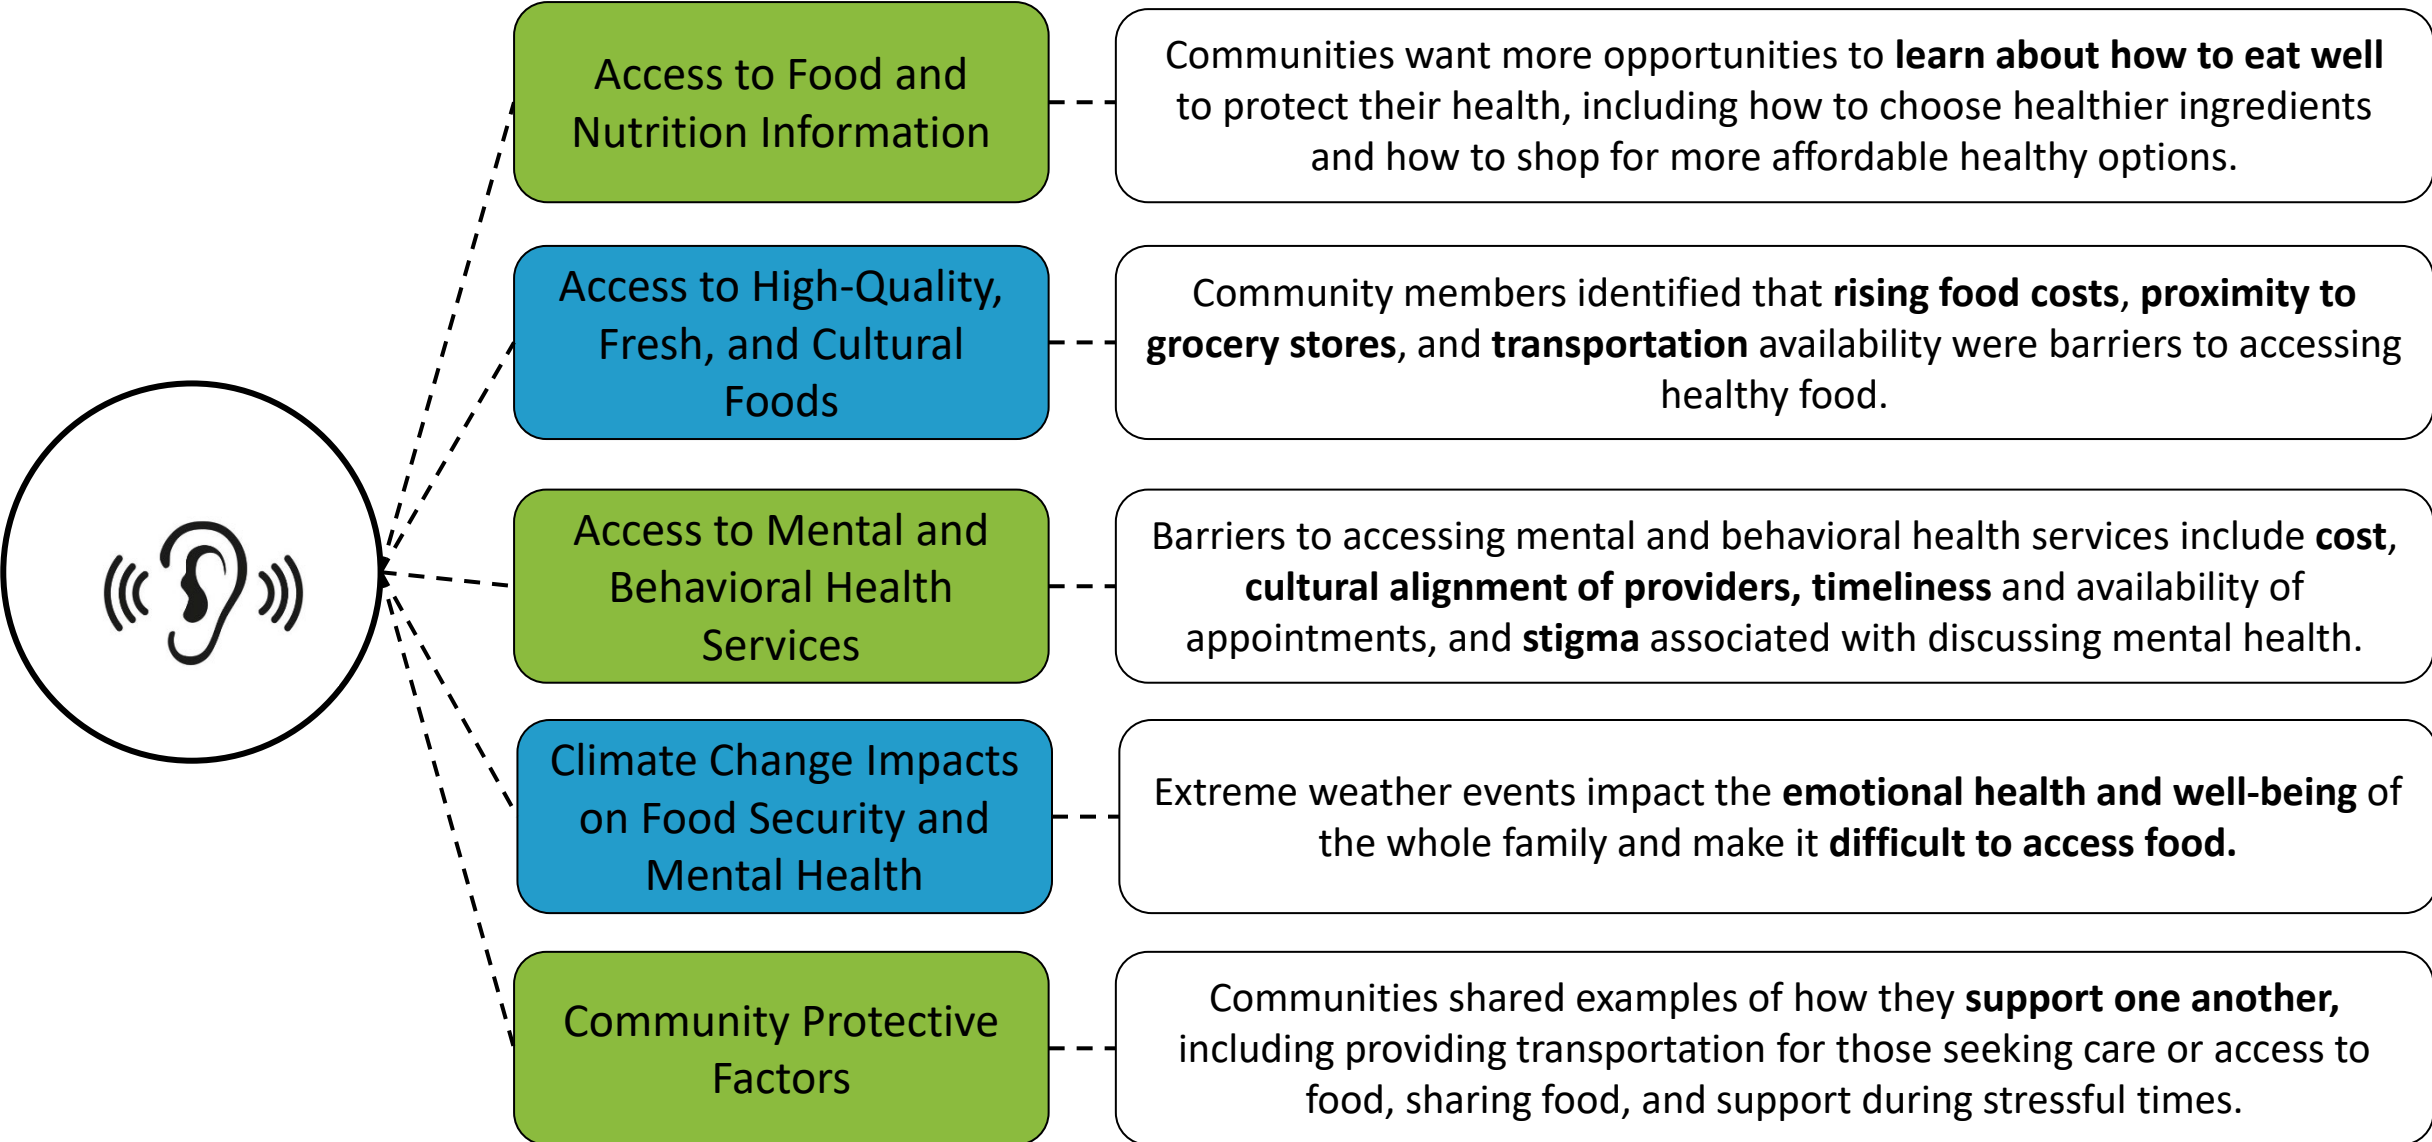 Access to Food and
Nutrition Information
Communities want more opportunities to learn about how to eat well
to protect their health, including how to choose healthier ingredients
and how to shop for more affordable healthy options.
Access to High-Quality,
Fresh, and Cultural
Foods
Community members identified that rising food costs, proximity to
grocery stores, and transportation availability were barriers to accessing
healthy food.
Access to Mental and
Behavioral Health
Services
Barriers to accessing mental and behavioral health services include cost,
cultural alignment of providers, timeliness and availability of
appointments, and stigma associated with discussing mental health.
Climate Change Impacts
on Food Security and
Mental Health
Extreme weather events impact the emotional health and well-being of
the whole family and make it difficult to access food.
Community Protective
Factors
Communities shared examples of how they support one another,
including providing transportation for those seeking care or access to
food, sharing food, and support during stressful times.